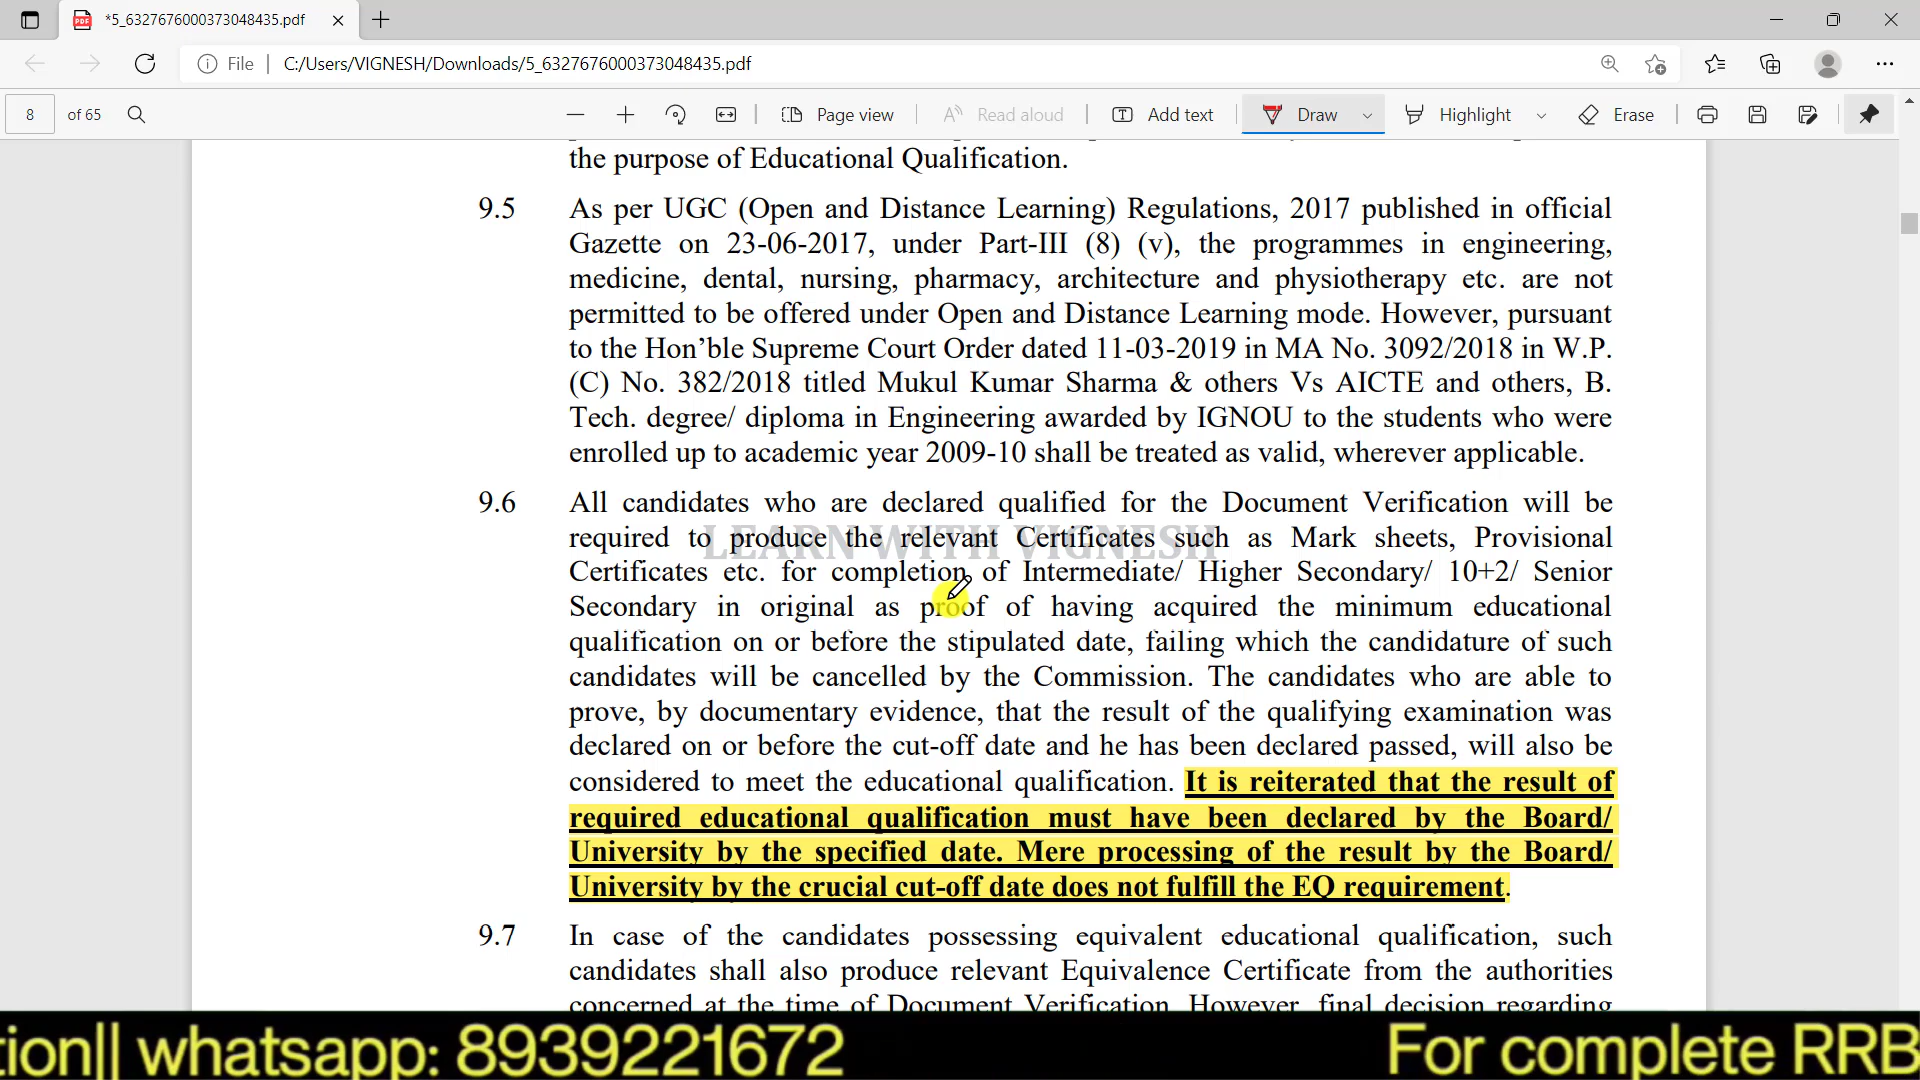 *5_6327676000373048435.pdf
File | C:/Users/VIGNESH/Downloads/5_6327676000373048435.pdf
8 of 65 Page view Read aloud Add text Draw Highlight Erase
the purpose of Educational Qualification.
9.5 As per UGC (Open and Distance Learning) Regulations, 2017 published in official
Gazette on 23-06-2017, under Part-III (8) (v), the programmes in engineering,
medicine, dental, nursing, pharmacy, architecture and physiotherapy etc. are not
permitted to be offered under Open and Distance Learning mode. However, pursuant
to the Hon'ble Supreme Court Order dated 11-03-2019 in MA No. 3092/2018 in W.P.
(C) No. 382/2018 titled Mukul Kumar Sharma & others Vs AICTE and others, B.
Tech. degree/ diploma in Engineering awarded by IGNOU to the students who were
enrolled up to academic year 2009-10 shall be treated as valid, wherever applicable.
9.6 All candidates who are declared qualified for the Document Verification will be
required to produce the relevant Certificates such as Mark sheets, Provisional
LEARN WITH VIGNESH
Certificates etc. for completion of Intermediate/ Higher Secondary/ 10+2/ Senior
Secondary in original as proof of having acquired the minimum educational
qualification on or before the stipulated date, failing which the candidature of such
candidates will be cancelled by the Commission. The candidates who are able to
prove, by documentary evidence, that the result of the qualifying examination was
declared on or before the cut-off date and he has been declared passed, will also be
considered to meet the educational qualification. It is reiterated that the result of
required educational qualification must have been declared by the Board/
University by the specified date. Mere processing of the result by the Board/
University by the crucial cut-off date does not fulfill the EQ requirement.
9.7 In case of the candidates possessing equivalent educational qualification, such
candidates shall also produce relevant Equivalence Certificate from the authorities
concerned at the time of Document Verification. However, final decision regarding
tion|| whatsapp: 8939221672 For complete RRB